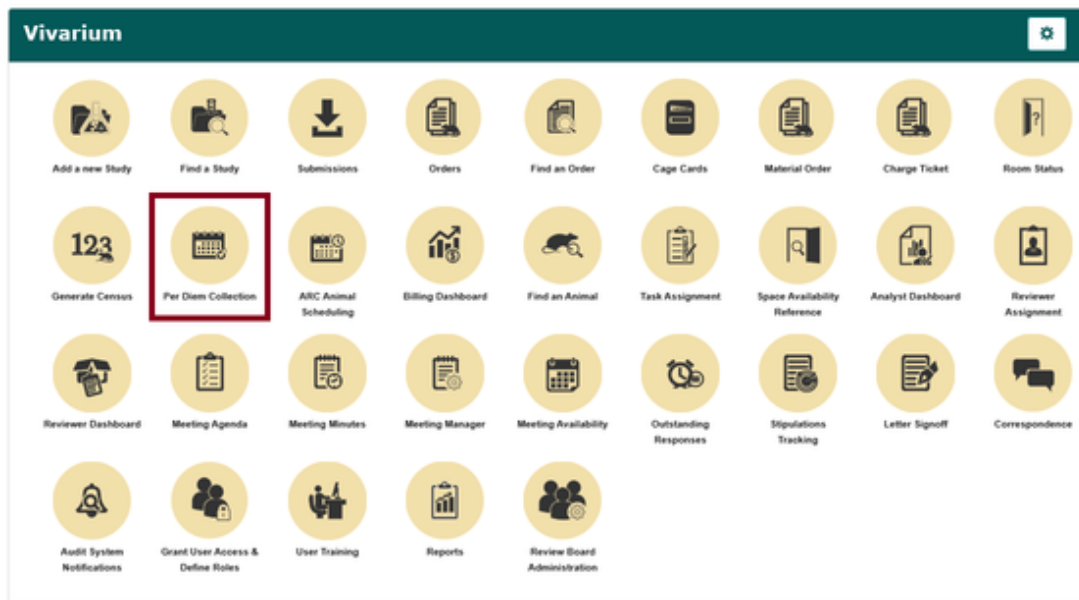 Vivarium
Add a new Study
Find a Study
Submissions
Orders
Find an Order
Cage Cards
Material Order
Charge Ticket
Room Status
?
123
Generate Census
Per Diem Collection
ARC Animal
Scheduling
Billing Dashboard
Find an Animal
Task Assignment
Space Availability
Reference
Analyst Dashboard
Reviewer
Assignment
Reviewer Dashboard
Meeting Agenda
Meeting Minutes
Meeting Manager
Meeting Availability
Outstanding
Responses
Stipulations
Tracking
Letter Signoff
Correspondence
Audit System
Notifications
Grant User Access &
Define Roles
User Training
Reports
Review Board
Administration